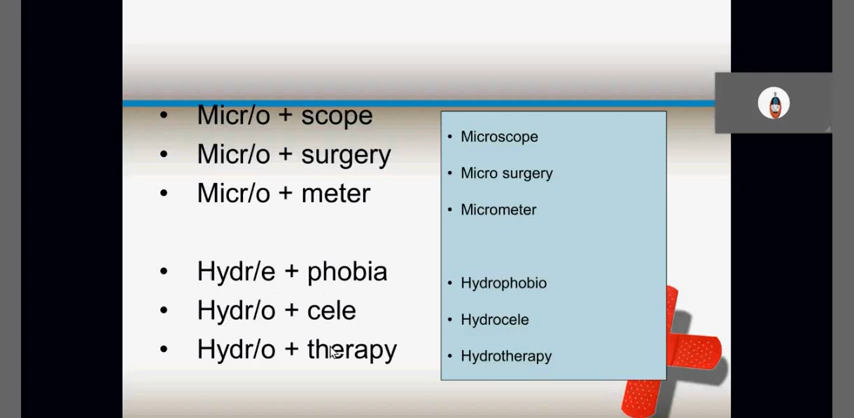 • Micr/o + scope
• Micr/o + surgery
• Micr/o + meter
• Hydr/e + phobia
• Hydr/o + cele
• Hydr/o + therapy
• Microscope
• Micro surgery
• Micrometer
• Hydrophobio
• Hydrocele
• Hydrotherapy